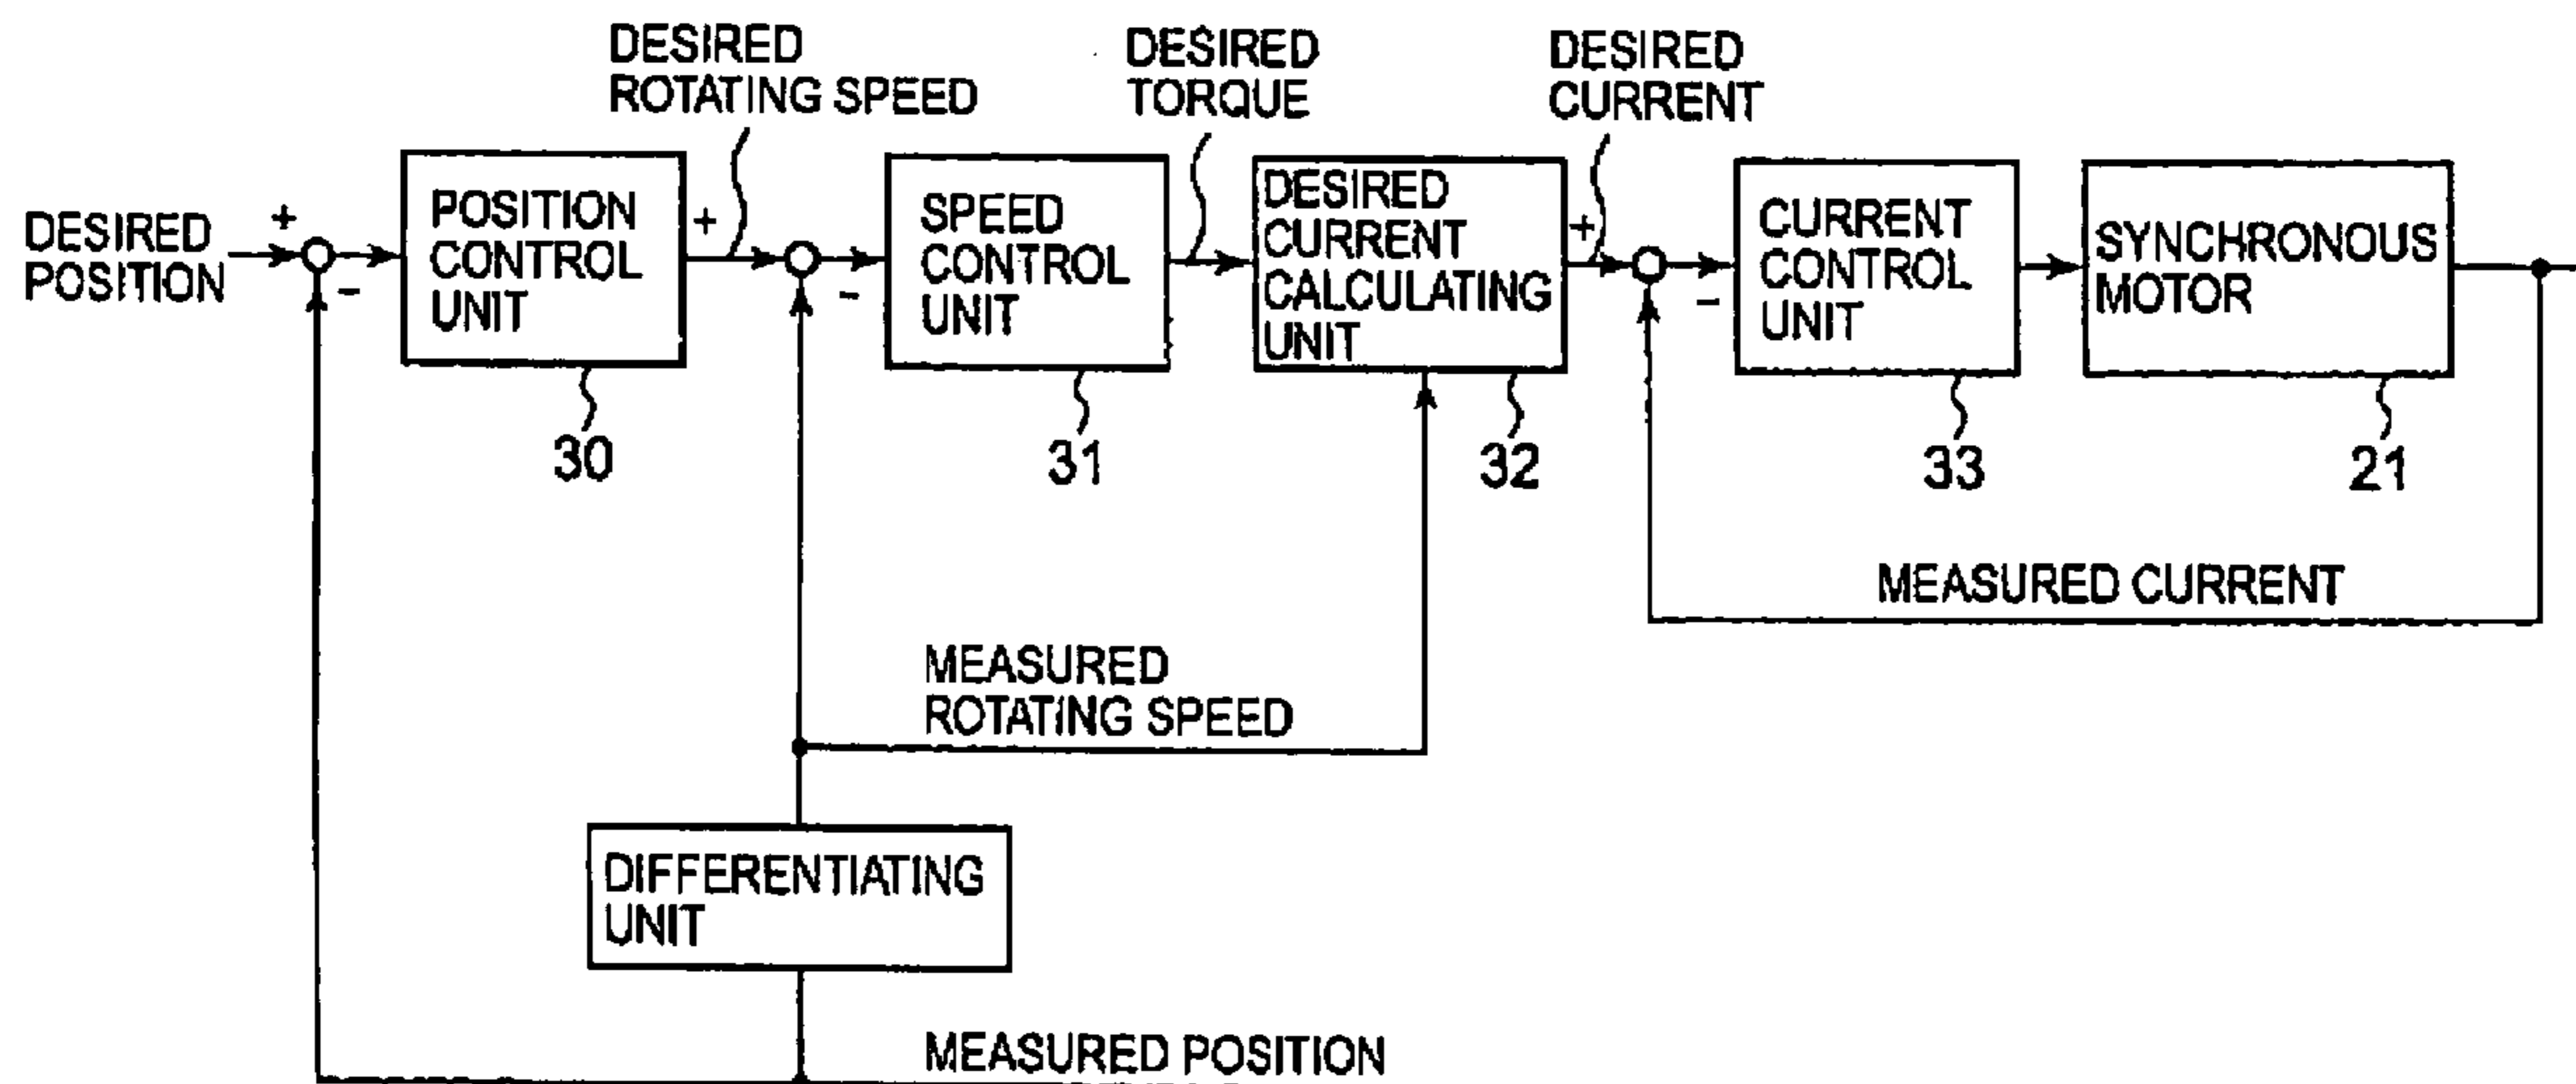 DESIRED
ROTATING SPEED
DESIRED
TORQUE
DESIRED
CURRENT
DESIRED
POSITION
+
-
POSITION
CONTROL
UNIT
30
+
-
SPEED
CONTROL
UNIT
31
DESIRED
CURRENT
CALCULATING
UNIT
32
+
-
CURRENT
CONTROL
UNIT
33
SYNCHRONOUS
MOTOR
21
MEASURED CURRENT
MEASURED
ROTATING SPEED
DIFFERENTIATING
UNIT
MEASURED POSITION